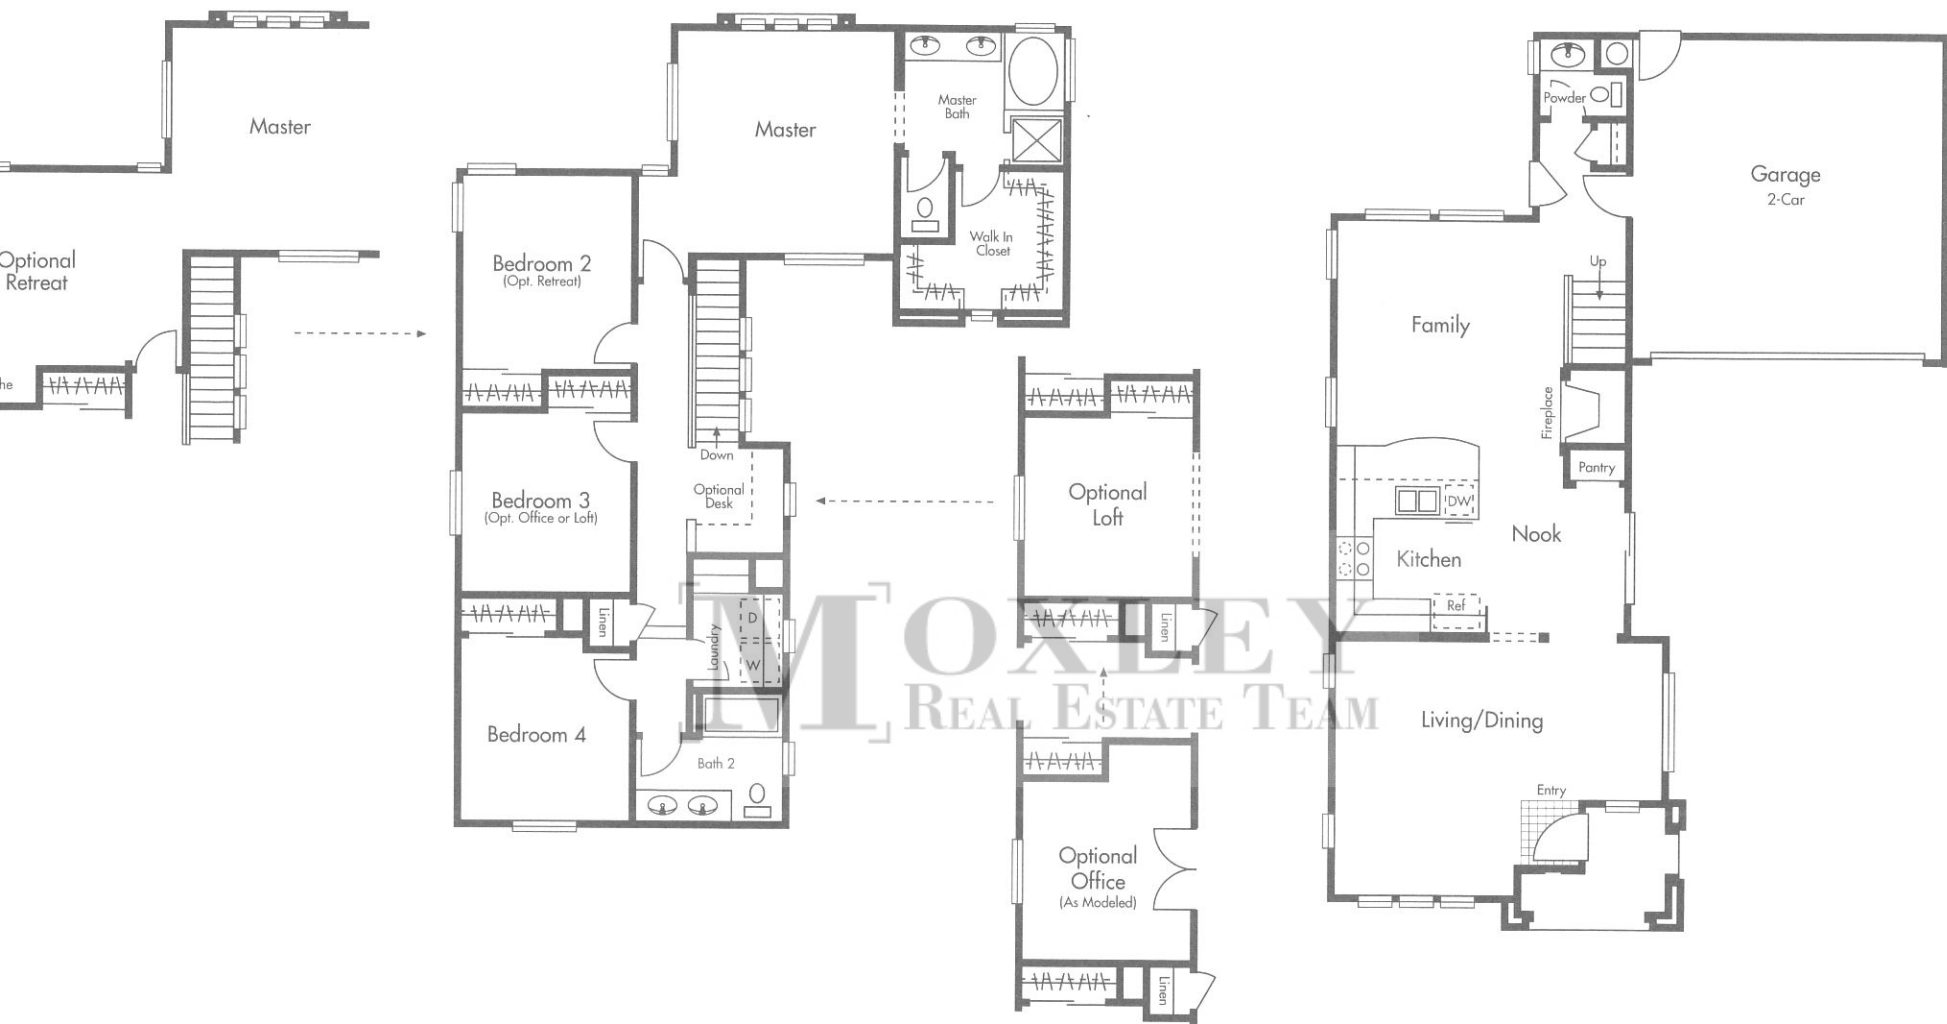 Master
Optional
Retreat
he
Master
Master
Bath
Walk In
Closet
Bedroom 2
(Opt. Retreat)
Down
Optional
Desk
Bedroom 3
(Opt. Office or Loft)
Linen
Laundry
D
W
Bedroom 4
Bath 2
Optional
Loft
Linen
Optional
Office
(As Modeled)
Linen
Powder
Garage
2-Car
Up
Family
Fireplace
Pantry
DW
Nook
Kitchen
Ref
Living/Dining
Entry
[MOXLEY]
REAL ESTATE TEAM